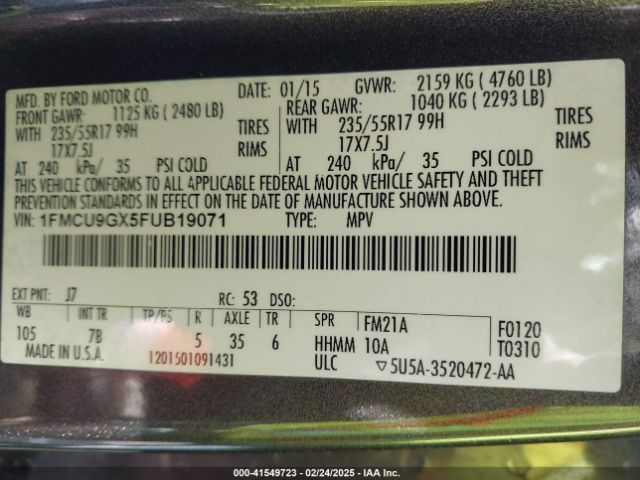 MFD. BY FORD MOTOR CO. DATE: 01/15 GVWR: 2159 KG ( 4760 LB)
FRONT GAWR: 1125 KG ( 2480 LB) REAR GAWR: 1040 KG ( 2293 LB)
WITH 235/55R17 99H TIRES WITH 235/55R17 99H TIRES
17X7.5J RIMS 17X7.5J RIMS
AT 240 kPa/ 35 PSI COLD AT 240 kPa/ 35 PSI COLD
THIS VEHICLE CONFORMS TO ALL APPLICABLE FEDERAL MOTOR VEHICLE SAFETY AND THEFT
PREVENTION STANDARDS IN EFFECT ON THE DATE OF MANUFACTURE SHOWN ABOVE.
VIN: 1FMCU9GX5FUB19071 TYPE: MPV
EXT PNT: J7 RC: 53 DSO:
WB INT TR TP/PS R AXLE TR SPR FM21A F0120
105 7B 5 35 6 HHMM 10A T0310
MADE IN U.S.A. 1201501091431 ULC ▽5U5A-3520472-AA
000-41549723 - 02/24/2025 - IAA Inc.